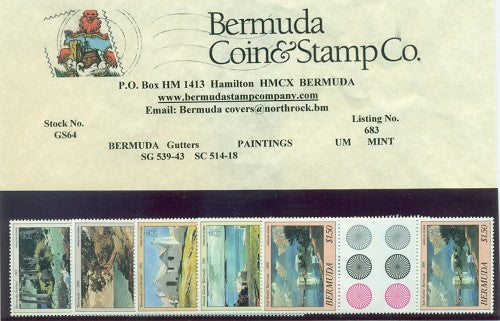 Bermuda
Coin & Stamp Co.
P.O. Box HM 1413 Hamilton HMCX BERMUDA
www.bermudastampcompany.com
Email: Bermuda covers@northrock.bm
Stock No.
GS64
Listing No.
683
BERMUDA Gutters PAINTINGS UM MINT
SG 539-43 SC 514-18
$1.50
BERMUDA
$1.50
BERMUDA